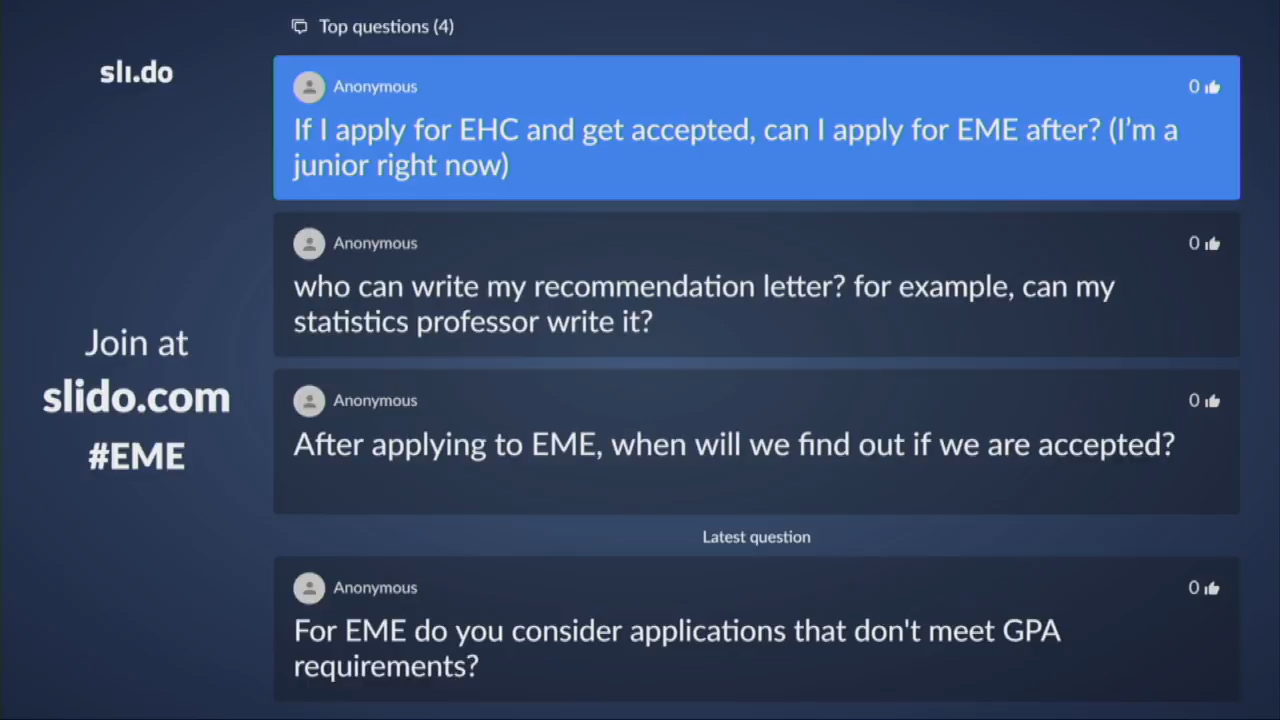 Top questions (4)
slı.do
Anonymous
0
If I apply for EHC and get accepted, can I apply for EME after? (I’m a
junior right now)
Anonymous
0
who can write my recommendation letter? for example, can my
statistics professor write it?
Join at
slido.com
#EME
Anonymous
0
After applying to EME, when will we find out if we are accepted?
Latest question
Anonymous
0
For EME do you consider applications that don't meet GPA
requirements?